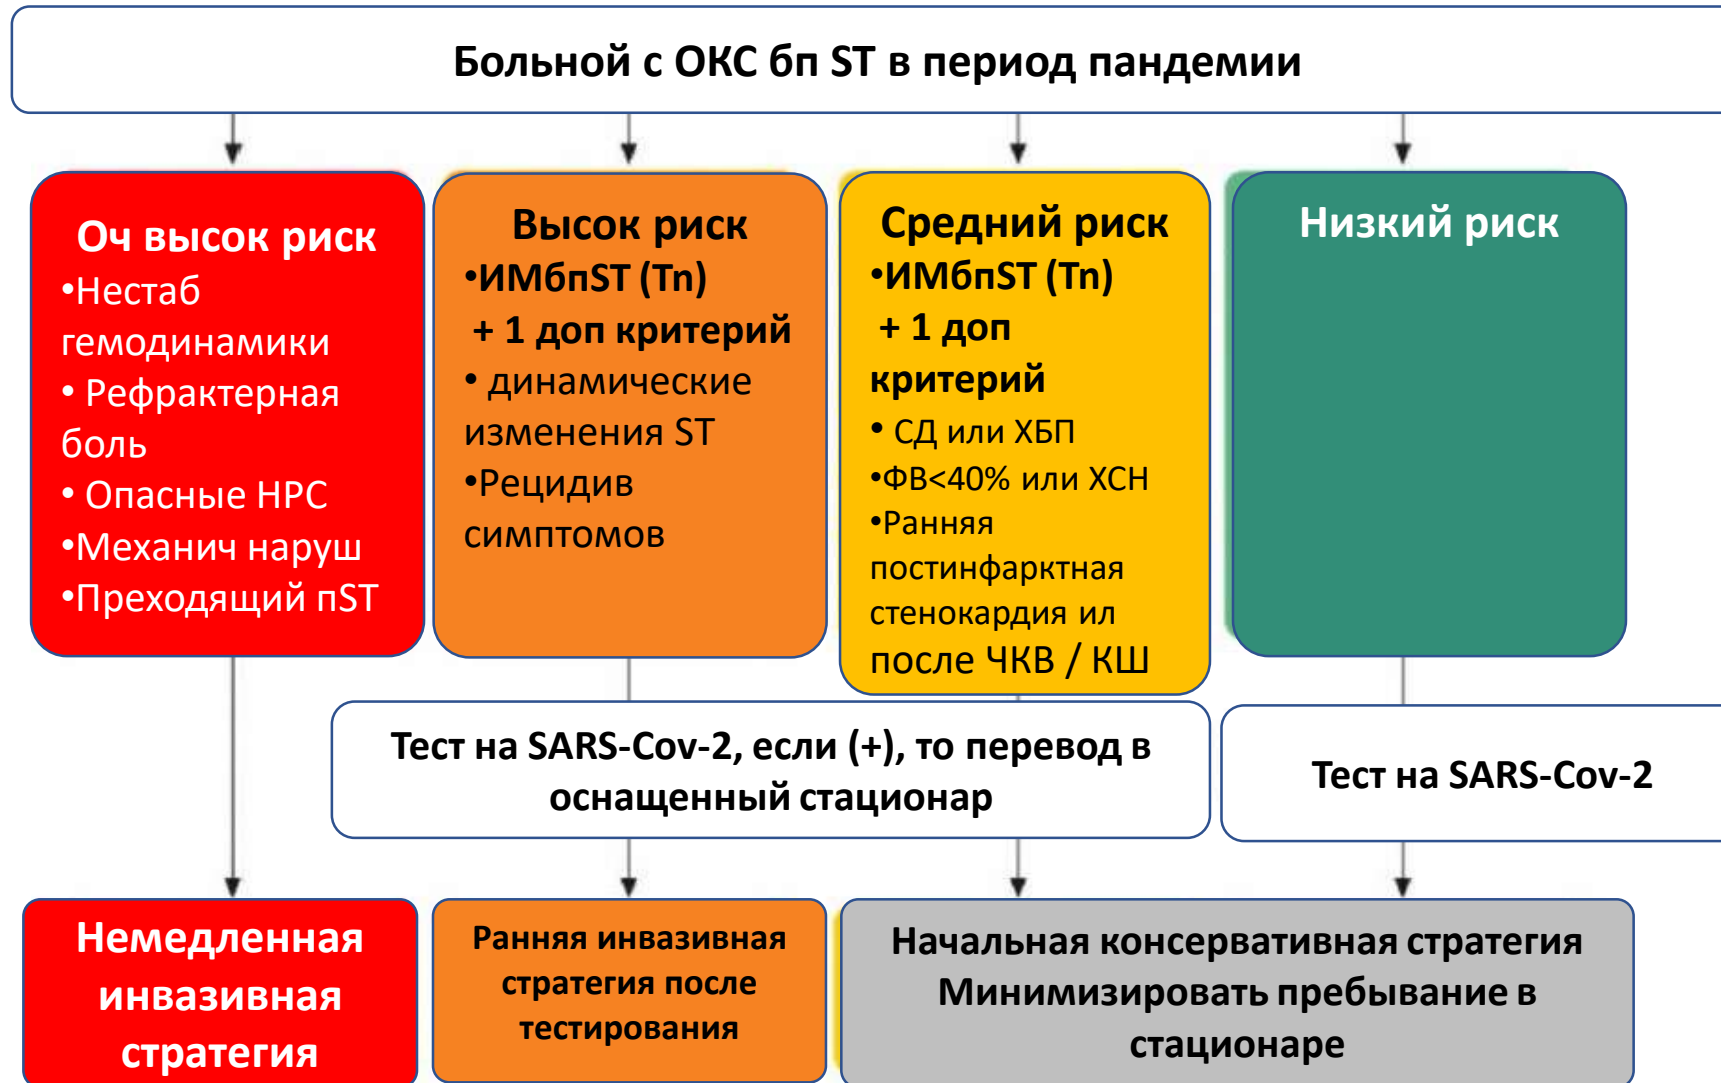 Больной с ОКС бп ST в период пандемии
Оч высок риск
•Нестаб
гемодинамики
• Рефрактерная
боль
• Опасные НРС
•Механич наруш
•Преходящий пST
Высок риск
•ИМбпST (Tn)
+ 1 доп критерий
• динамические
изменения ST
•Рецидив
симптомов
Средний риск
•ИМбпST (Tn)
+ 1 доп
критерий
• СД или ХБП
•ФВ<40% или ХСН
•Ранняя
постинфарктная
стенокардия ил
после ЧКВ / КШ
Низкий риск
Тест на SARS-Cov-2, если (+), то перевод в
оснащенный стационар
Тест на SARS-Cov-2
Немедленная
инвазивная
стратегия
Ранняя инвазивная
стратегия после
тестирования
Начальная консервативная стратегия
Минимизировать пребывание в
стационаре